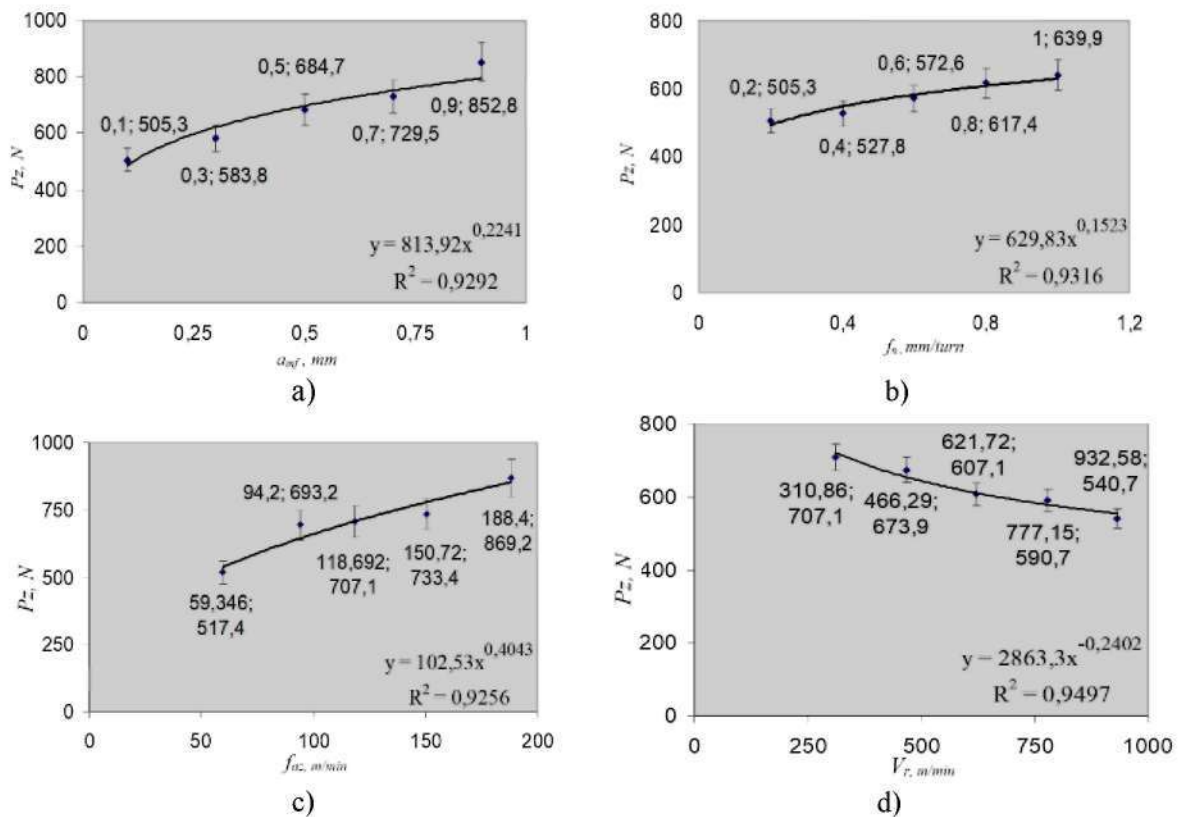 1000
800
600
400
200
0
Pz, N
0,1; 505,3
0,3; 583,8
0,5; 684,7
0,7; 729,5
0,9; 852,8
y = 813,92x^0,2241
R^2 = 0,9292
0 0,25 0,5 0,75 1
, mm
a)
800
600
400
200
0
Pz, N
0,2; 505,3
0,4; 527,8
0,6; 572,6
0,8; 617,4
1; 639,9
y = 629,83x^0,1523
R^2 = 0,9316
0 0,4 0,8 1,2
fn, mm/turn
b)
1000
750
500
250
0
Pz, N
59,346;
517,4
94,2; 693,2
118,692;
707,1
150,72;
733,4
188,4;
869,2
y = 102,53x^0,4043
R^2 = 0,9256
0 50 100 150 200
faz, m/min
c)
800
600
400
200
0
Pz, N
310,86;
707,1
466,29;
673,9
621,72;
607,1
777,15;
590,7
932,58;
540,7
y = 2863,3x^-0,2402
R^2 = 0,9497
0 250 500 750 1000
Vr, m/min
d)